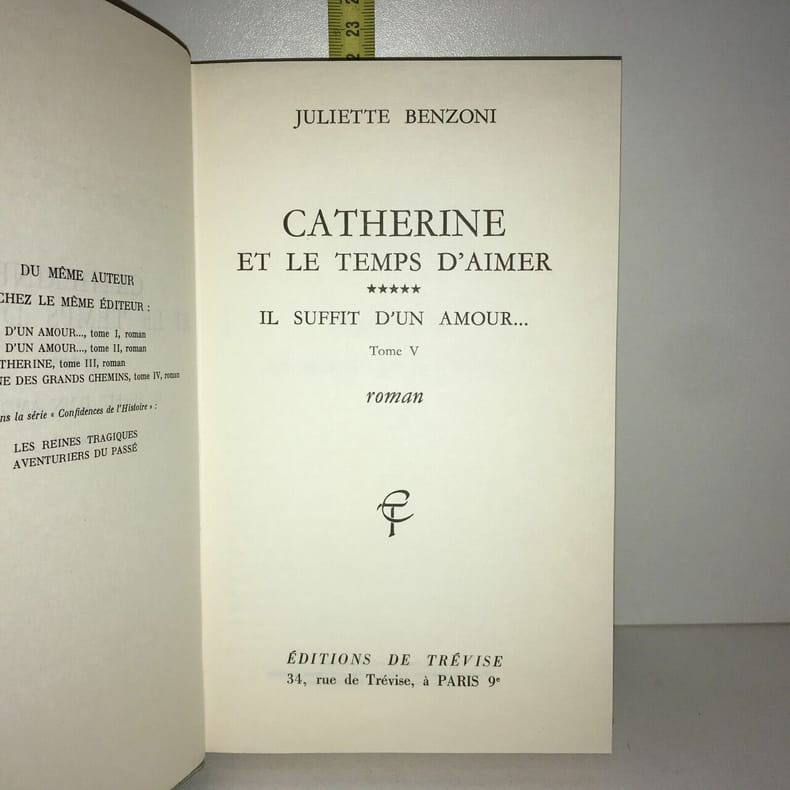 23
DU MÊME AUTEUR
CHEZ LE MÊME ÉDITEUR :
D'UN AMOUR..., tome I, roman
D'UN AMOUR..., tome II, roman
THERINE, tome III, roman
NE DES GRANDS CHEMINS, tome IV, roman
ns la série « Confidences de l'Histoire » :
LES REINES TRAGIQUES
AVENTURIERS DU PASSÉ
JULIETTE BENZONI
CATHERINE
ET LE TEMPS D'AIMER
★★★★★
IL SUFFIT D'UN AMOUR...
Tome V
roman
ÉDITIONS DE TRÉVISE
34, rue de Trévise, à PARIS 9e